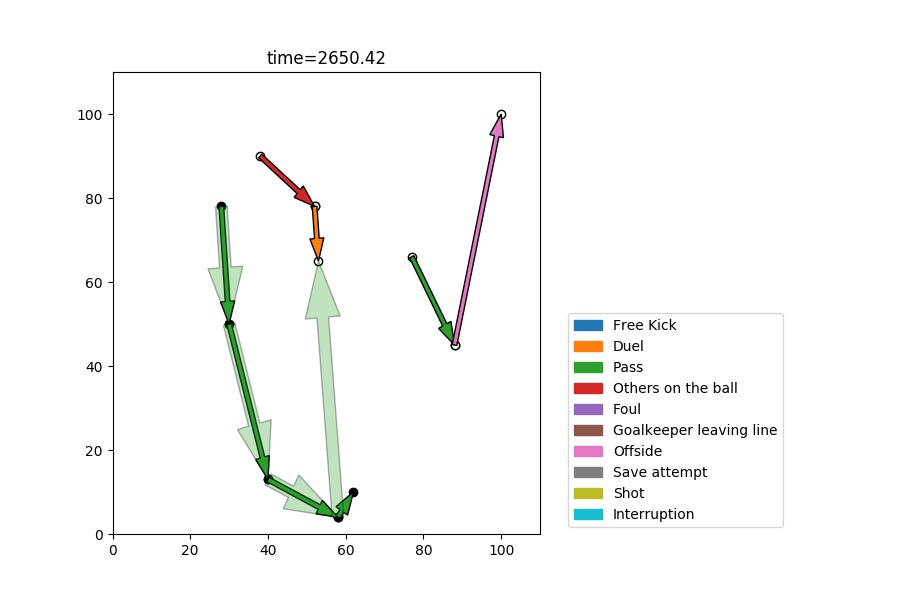 time=2650.42
100
80
60
40
20
0
0 20 40 60 80 100
Free Kick
Duel
Pass
Others on the ball
Foul
Goalkeeper leaving line
Offside
Save attempt
Shot
Interruption